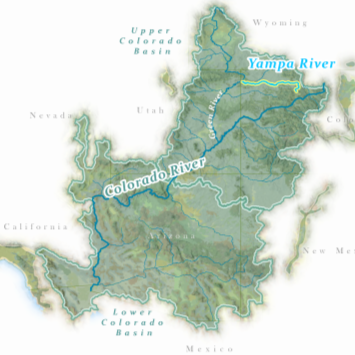 Upper
Colorado
Basin
Wyoming
Yampa River
Utah
Green River
Nevada
Colorado River
California
Arizona
New Me
Lower
Colorado
Basin
Mexico